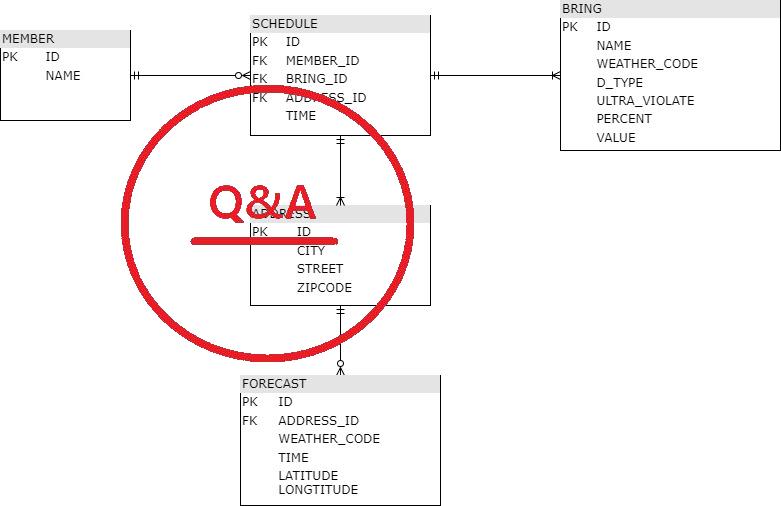 MEMBER
PK ID
NAME
SCHEDULE
PK ID
FK MEMBER_ID
FK BRING_ID
FK ADDRESS_ID
TIME
BRING
PK ID
NAME
WEATHER_CODE
D_TYPE
ULTRA_VIOLATE
PERCENT
VALUE
Q&A
ADDRESS
PK ID
CITY
STREET
ZIPCODE
FORECAST
PK ID
FK ADDRESS_ID
WEATHER_CODE
TIME
LATITUDE
LONGTITUDE